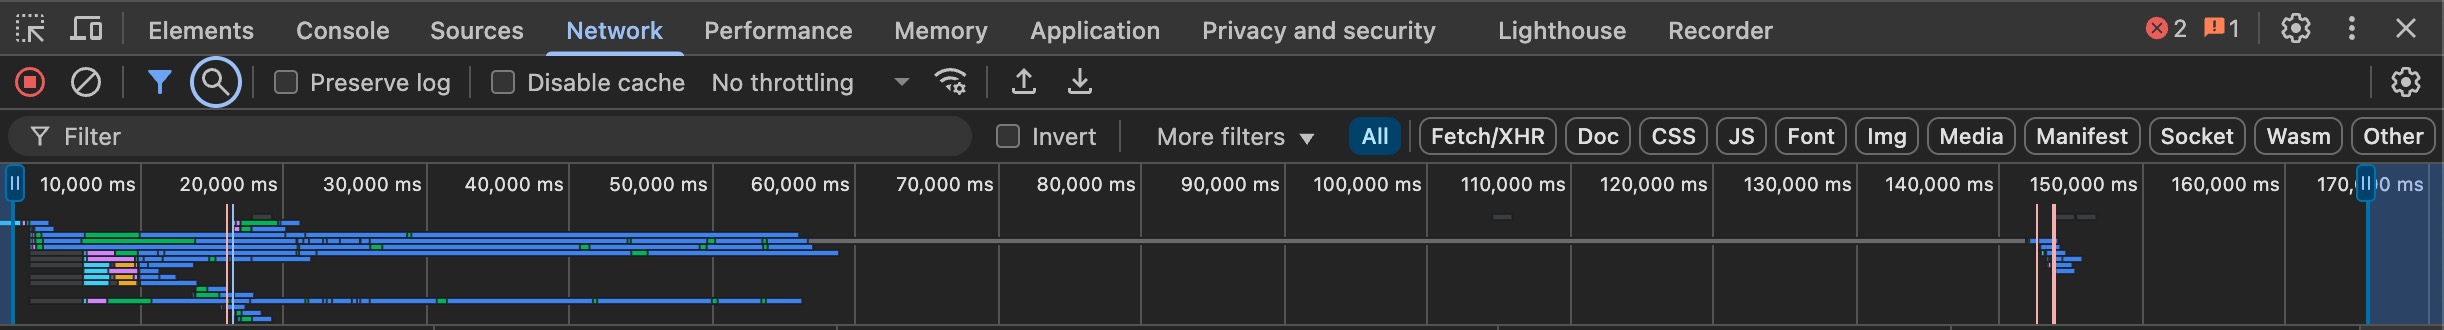 Elements Console Sources Network Performance Memory Application Privacy and security Lighthouse Recorder 2 1
Preserve log Disable cache No throttling
Filter Invert More filters All Fetch/XHR Doc CSS JS Font Img Media Manifest Socket Wasm Other
10,000 ms 20,000 ms 30,000 ms 40,000 ms 50,000 ms 60,000 ms 70,000 ms 80,000 ms 90,000 ms 100,000 ms 110,000 ms 120,000 ms 130,000 ms 140,000 ms 150,000 ms 160,000 ms 170,000 ms